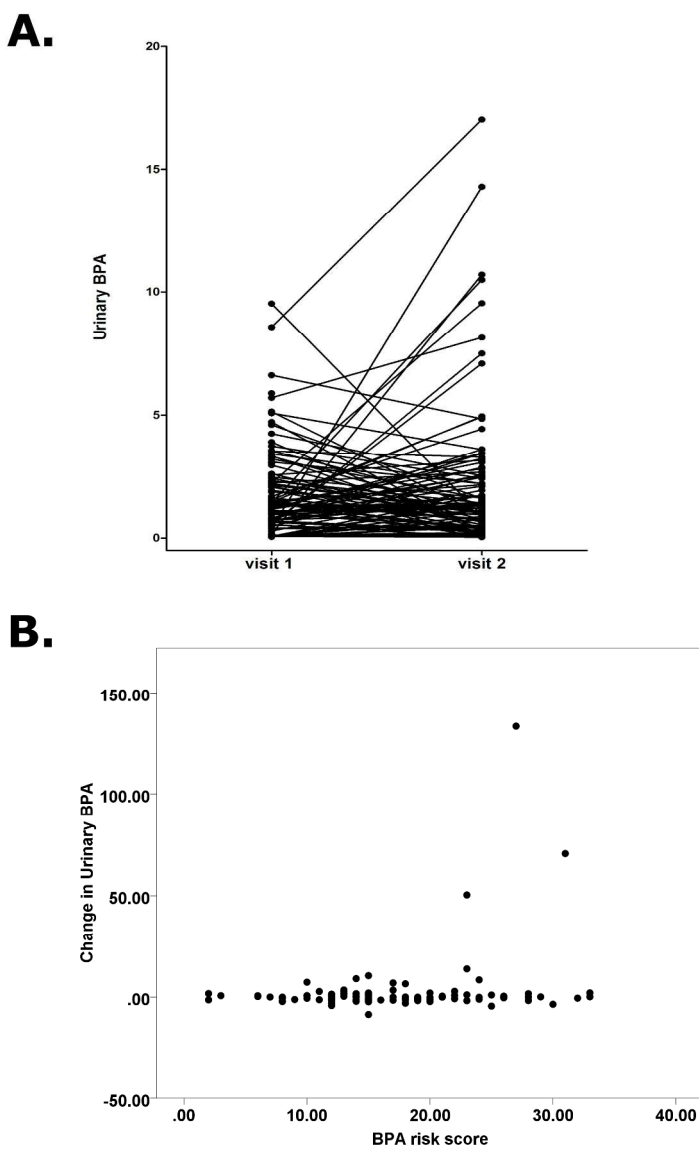 A.
20
15
10
5
0
Urinary BPA
visit 1 visit 2
B.
150.00
100.00
50.00
.00
-50.00
Change in Urinary BPA
.00 10.00 20.00 30.00 40.00
BPA risk score